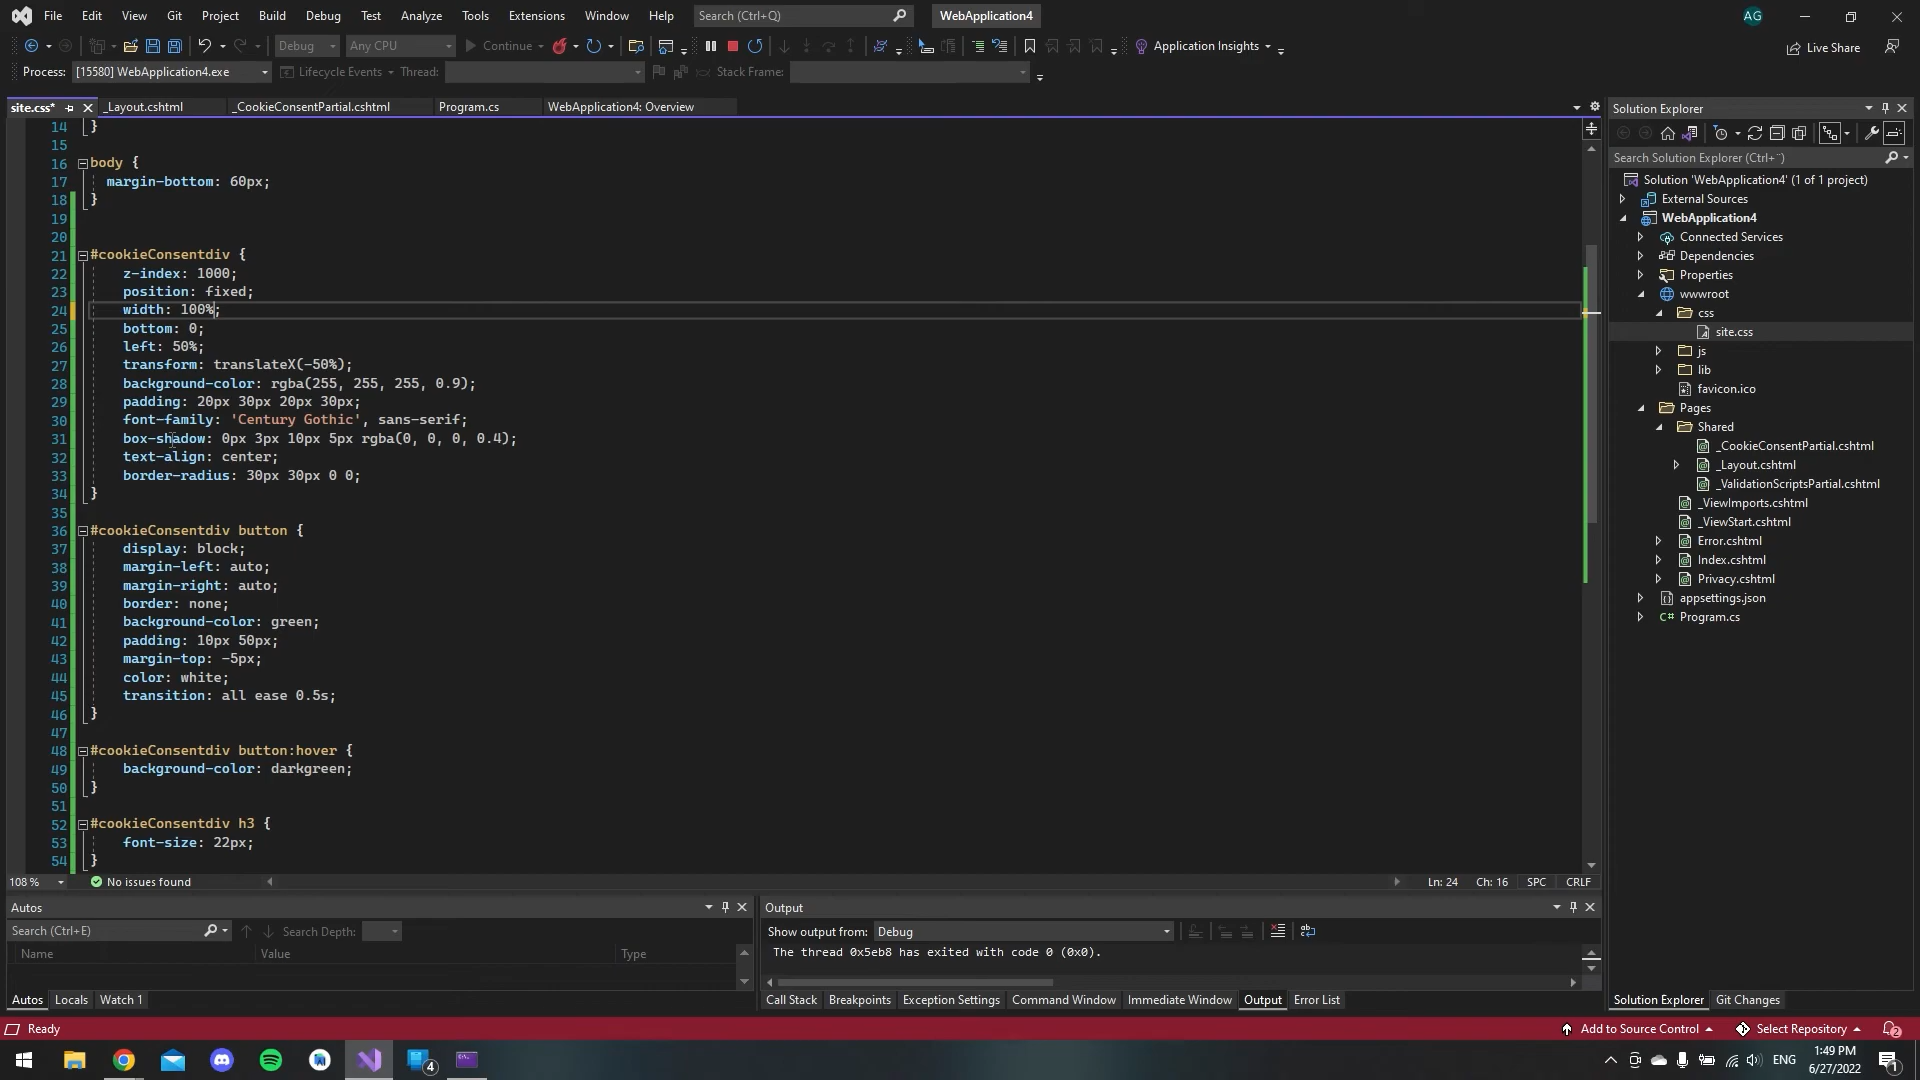 File Edit View Git Project Build Debug Test Analyze Tools Extensions Window Help Search (Ctrl+Q) WebApplication4 AG
Debug Any CPU Continue Application Insights Live Share
Process: [15580] WebApplication4.exe Lifecycle Events Thread: Stack Frame:
site.css* _Layout.cshtml _CookieConsentPartial.cshtml Program.cs WebApplication4: Overview
14 }
15
16 body {
17 margin-bottom: 60px;
18 }
19
20
21 #cookieConsentdiv {
22 z-index: 1000;
23 position: fixed;
24 width: 100%;
25 bottom: 0;
26 left: 50%;
27 transform: translateX(-50%);
28 background-color: rgba(255, 255, 255, 0.9);
29 padding: 20px 30px 20px 30px;
30 font-family: 'Century Gothic', sans-serif;
31 box-shadow: 0px 3px 10px 5px rgba(0, 0, 0, 0.4);
32 text-align: center;
33 border-radius: 30px 30px 0 0;
34 }
35
36 #cookieConsentdiv button {
37 display: block;
38 margin-left: auto;
39 margin-right: auto;
40 border: none;
41 background-color: green;
42 padding: 10px 50px;
43 margin-top: -5px;
44 color: white;
45 transition: all ease 0.5s;
46 }
47
48 #cookieConsentdiv button:hover {
49 background-color: darkgreen;
50 }
51
52 #cookieConsentdiv h3 {
53 font-size: 22px;
54 }
108 % No issues found Ln: 24 Ch: 16 SPC CRLF
Solution Explorer
Search Solution Explorer (Ctrl+¨)
Solution 'WebApplication4' (1 of 1 project)
External Sources
WebApplication4
Connected Services
Dependencies
Properties
wwwroot
css
site.css
js
lib
favicon.ico
Pages
Shared
_CookieConsentPartial.cshtml
_Layout.cshtml
_ValidationScriptsPartial.cshtml
_ViewImports.cshtml
_ViewStart.cshtml
Error.cshtml
Index.cshtml
Privacy.cshtml
appsettings.json
C# Program.cs
Autos
Search (Ctrl+E) Search Depth:
Name Value Type
Autos Locals Watch 1
Output
Show output from: Debug
The thread 0x5eb8 has exited with code 0 (0x0).
Call Stack Breakpoints Exception Settings Command Window Immediate Window Output Error List
Solution Explorer Git Changes
Ready Add to Source Control Select Repository 2
4 ENG 1:49 PM 6/27/2022 1